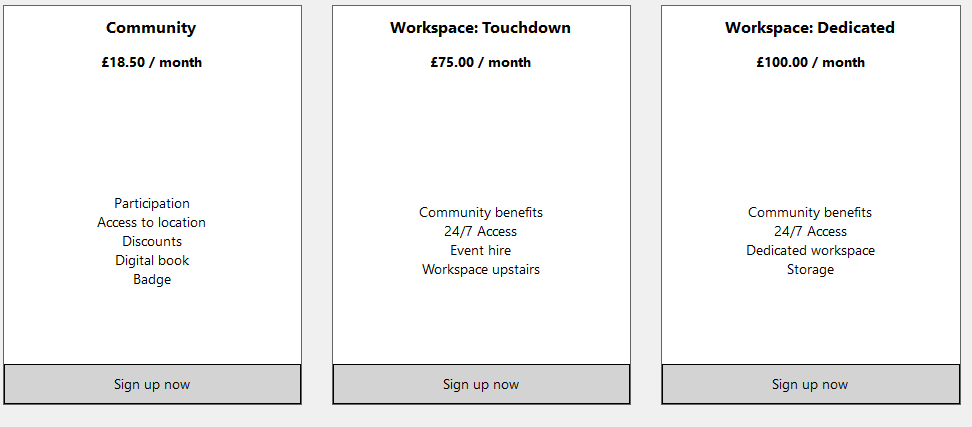 Community
£18.50 / month
Participation
Access to location
Discounts
Digital book
Badge
Sign up now
Workspace: Touchdown
£75.00 / month
Community benefits
24/7 Access
Event hire
Workspace upstairs
Sign up now
Workspace: Dedicated
£100.00 / month
Community benefits
24/7 Access
Dedicated workspace
Storage
Sign up now